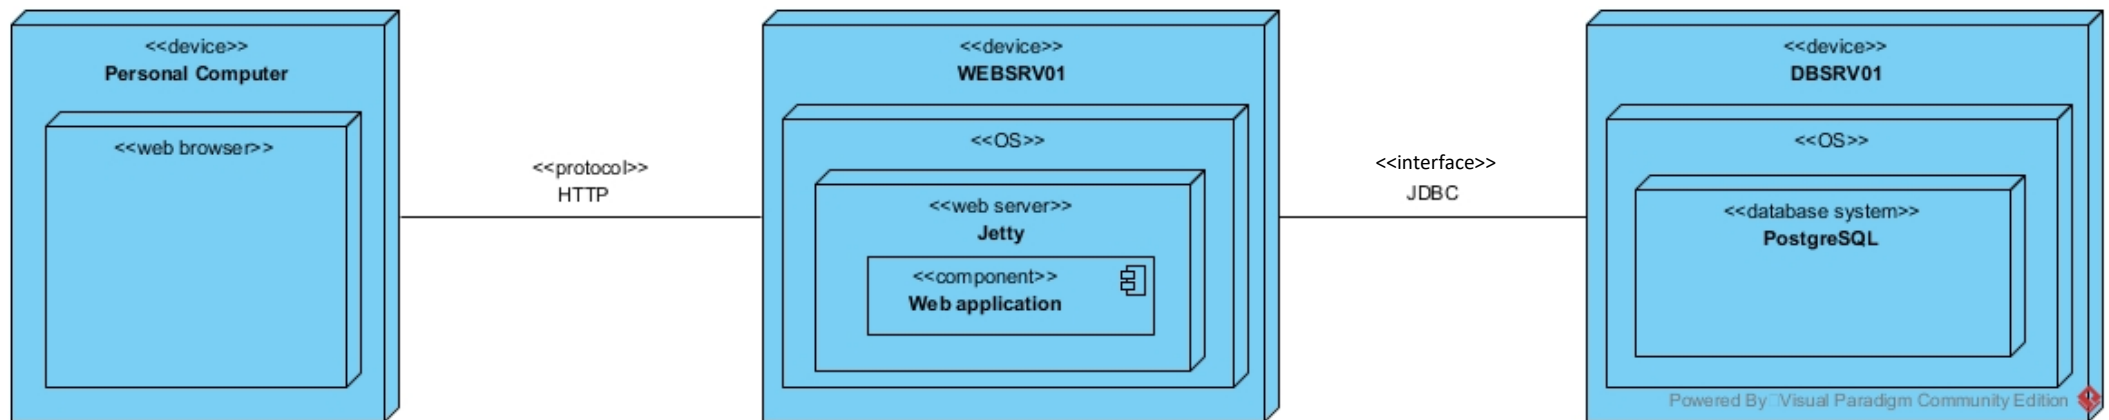 <<device>>
Personal Computer
<<web browser>>
<<protocol>>
HTTP
<<device>>
WEBSRV01
<<OS>>
<<web server>>
Jetty
<<component>>
Web application
<<interface>>
JDBC
<<device>>
DBSRV01
<<OS>>
<<database system>>
PostgreSQL
Powered By Visual Paradigm Community Edition